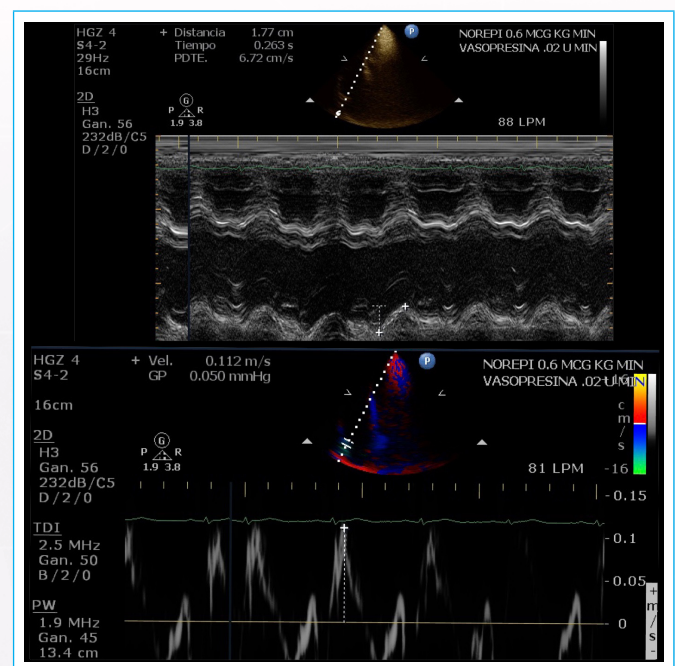 HGZ 4
S4-2
29Hz
16cm
+ Distancia 1.77 cm
Tiempo 0.263 s
PDTE. 6.72 cm/s
P
NOREPI 0.6 MCG KG MIN
VASOPRESINA .02 U MIN
2D
H3
Gan. 56
232dB/C5
D/2/0
G
P R
1.9 3.8
88 LPM
HGZ 4
S4-2
16cm
+ Vel. 0.112 m/s
GP 0.050 mmHg
P
NOREPI 0.6 MCG KG MIN
VASOPRESINA .02 U MIN
+16
c
m
/
s
-16
2D
H3
Gan. 56
232dB/C5
D/2/0
G
P R
1.9 3.8
81 LPM
0.15
0.1
0.05
0
TDI
2.5 MHz
Gan. 50
B/2/0
PW
1.9 MHz
Gan. 45
13.4 cm
+
m
/
s
-